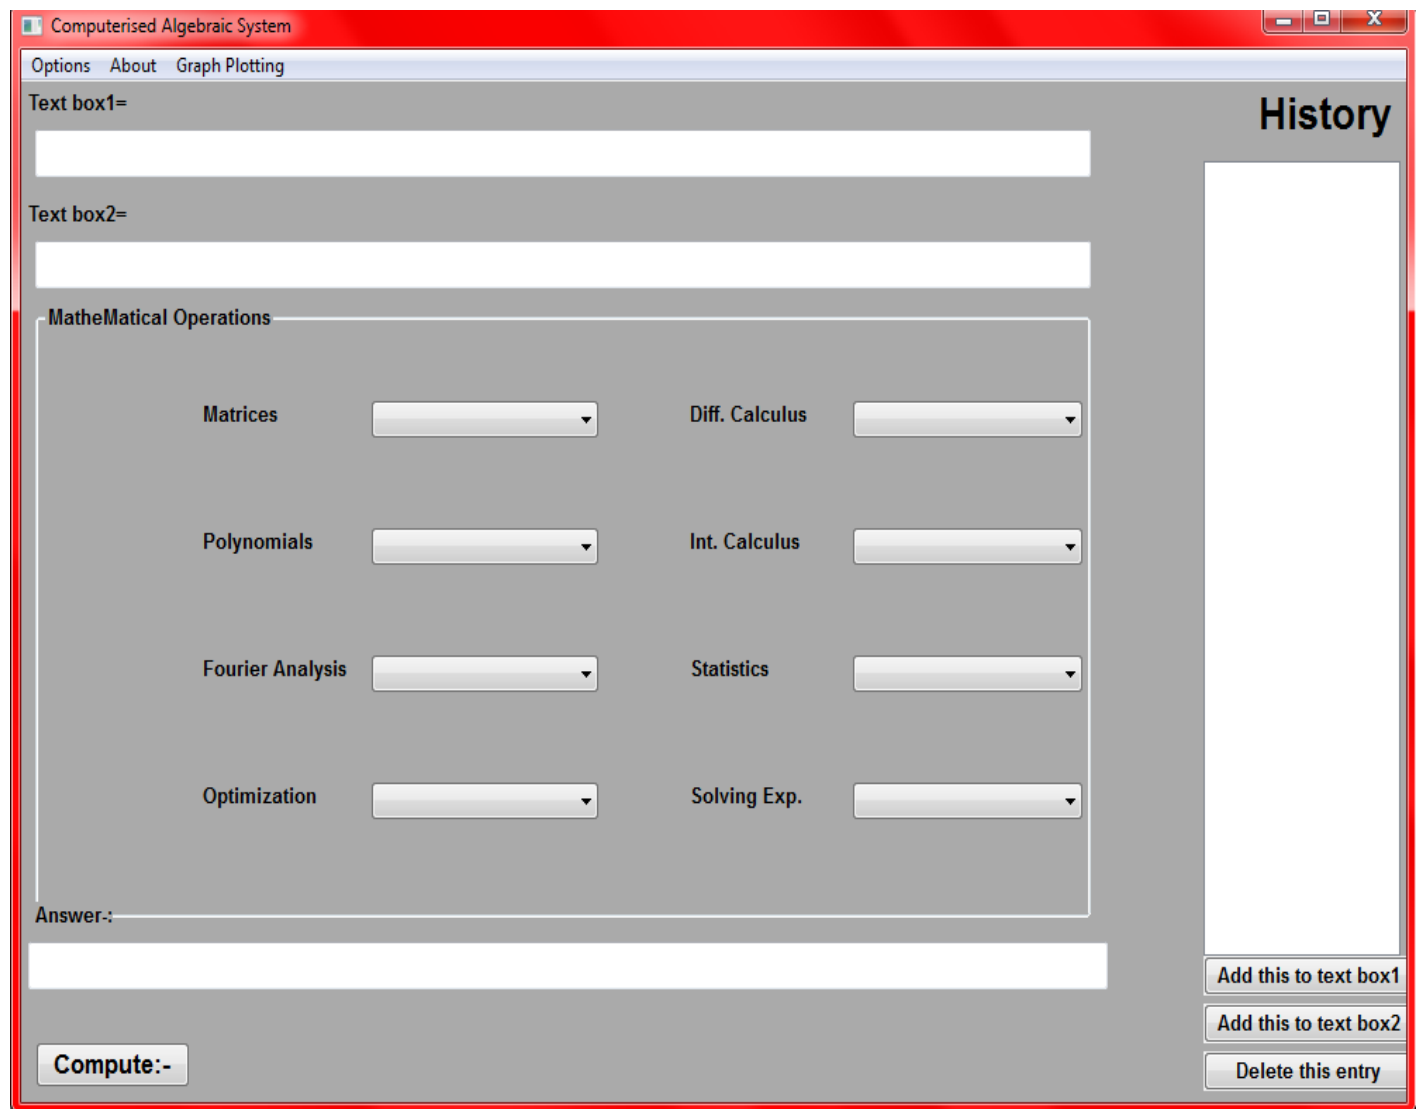 Computerised Algebraic System
Options About Graph Plotting
Text box1=
History
Text box2=
MatheMatical Operations
Matrices Diff. Calculus
Polynomials Int. Calculus
Fourier Analysis Statistics
Optimization Solving Exp.
Answer-:
Add this to text box1
Add this to text box2
Compute:-
Delete this entry